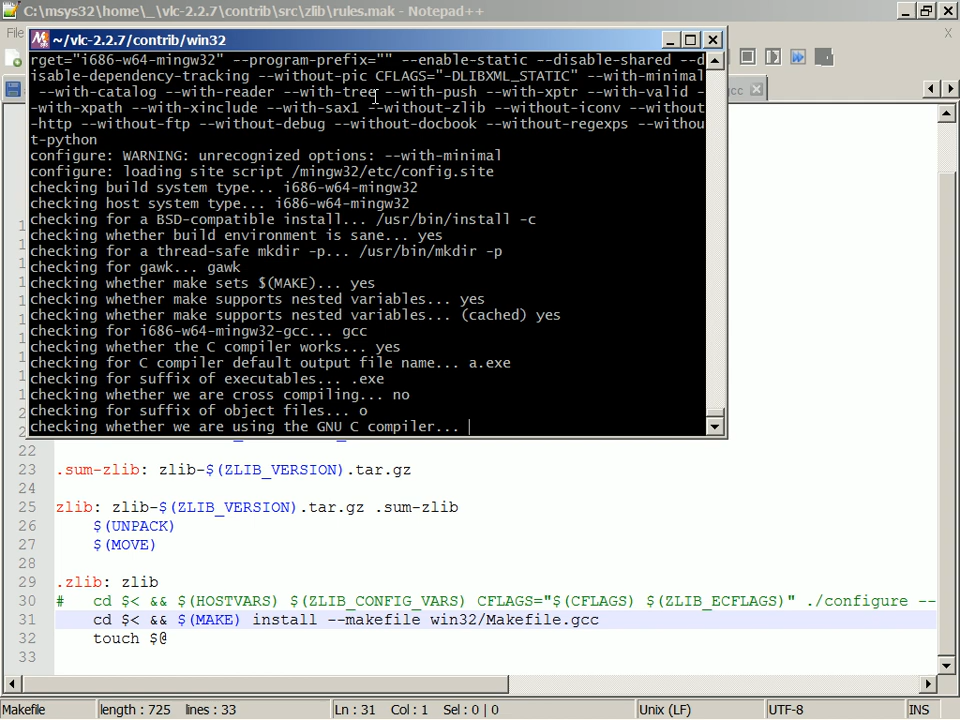 C:\msys32\home\_\vlc-2.2.7\contrib\src\zlib\rules.mak - Notepad++
~/vlc-2.2.7/contrib/win32
rget="i686-w64-mingw32" --program-prefix="" --enable-static --disable-shared --d
isable-dependency-tracking --without-pic CFLAGS="-DLIBXML_STATIC" --with-minimal
 --with-catalog --with-reader --with-tree --with-push --with-xptr --with-valid -
-with-xpath --with-xinclude --with-sax1 --without-zlib --without-iconv --without
-http --without-ftp --without-debug --without-docbook --without-regexps --withou
t-python
configure: WARNING: unrecognized options: --with-minimal
configure: loading site script /mingw32/etc/config.site
checking build system type... i686-w64-mingw32
checking host system type... i686-w64-mingw32
checking for a BSD-compatible install... /usr/bin/install -c
checking whether build environment is sane... yes
checking for a thread-safe mkdir -p... /usr/bin/mkdir -p
checking for gawk... gawk
checking whether make sets $(MAKE)... yes
checking whether make supports nested variables... yes
checking whether make supports nested variables... (cached) yes
checking for i686-w64-mingw32-gcc... gcc
checking whether the C compiler works... yes
checking for C compiler default output file name... a.exe
checking for suffix of executables... .exe
checking whether we are cross compiling... no
checking for suffix of object files... o
checking whether we are using the GNU C compiler...
22
23 .sum-zlib: zlib-$(ZLIB_VERSION).tar.gz
24
25 zlib: zlib-$(ZLIB_VERSION).tar.gz .sum-zlib
26 $(UNPACK)
27 $(MOVE)
28
29 .zlib: zlib
30 # cd $< && $(HOSTVARS) $(ZLIB_CONFIG_VARS) CFLAGS="$(CFLAGS) $(ZLIB_ECFLAGS)" ./configure --
31 cd $< && $(MAKE) install --makefile win32/Makefile.gcc
32 touch $@
33
Makefile length : 725 lines : 33 Ln : 31 Col : 1 Sel : 0 | 0 Unix (LF) UTF-8 INS